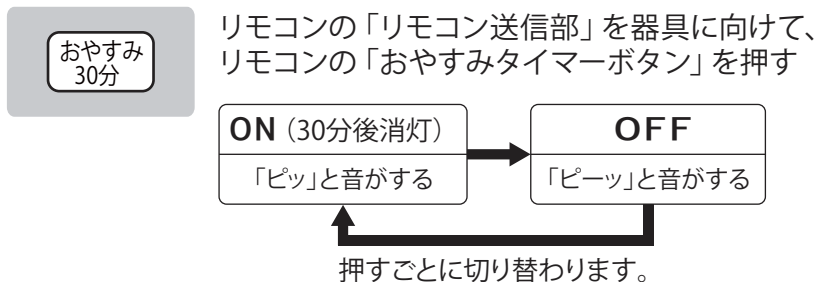 おやすみ
30分
リモコンの「リモコン送信部」を器具に向けて、
リモコンの「おやすみタイマーボタン」を押す
ON（30分後消灯）
「ピッ」と音がする
OFF
「ピーッ」と音がする
押すごとに切り替わります。